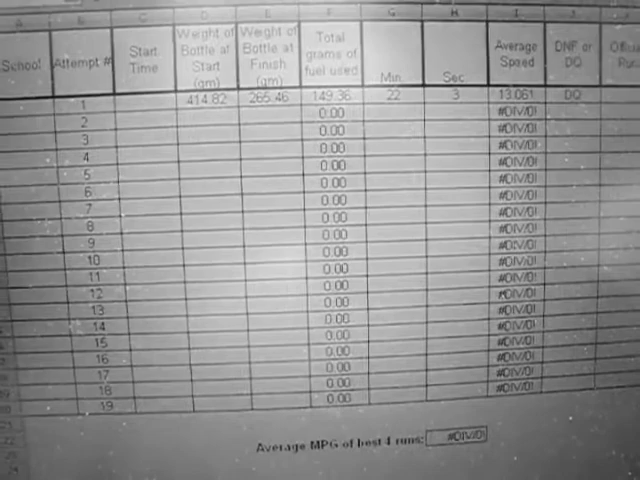 A B C D E F G H I J
School Attempt # Start Time Weight of Bottle at Start (gm) Weight of Bottle at Finish (gm) Total grams of fuel used Min. Sec Average Speed DNF or DQ
1 414.82 265.46 149.36 22 3 13.061 DQ
2 0.00 #DIV/0!
3 0.00 #DIV/0!
4 0.00 #DIV/0!
5 0.00 #DIV/0!
6 0.00 #DIV/0!
7 0.00 #DIV/0!
8 0.00 #DIV/0!
9 0.00 #DIV/0!
10 0.00 #DIV/0!
11 0.00 #DIV/0!
12 0.00 #DIV/0!
13 0.00 #DIV/0!
14 0.00 #DIV/0!
15 0.00 #DIV/0!
16 0.00 #DIV/0!
17 0.00 #DIV/0!
18 0.00 #DIV/0!
19 0.00 #DIV/0!
Average MPG of best 4 runs: #DIV/0!